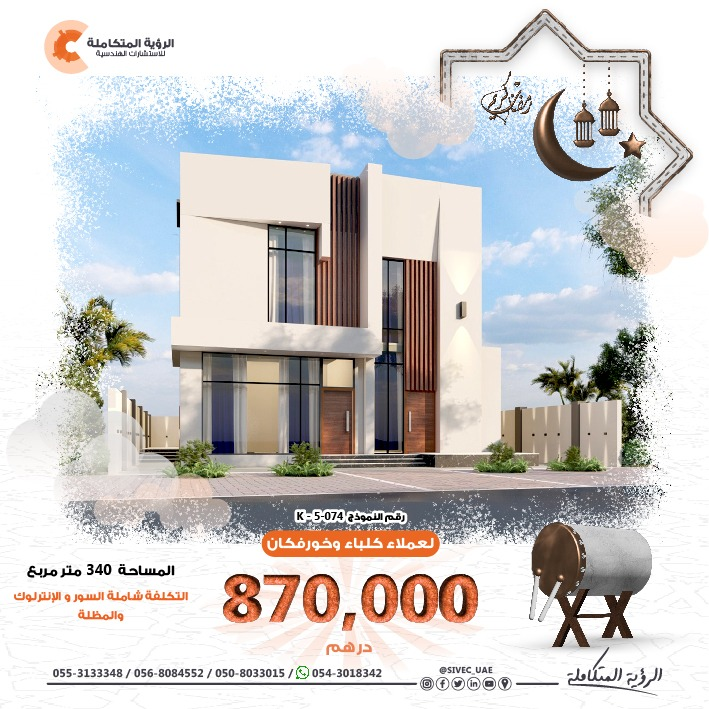 الرؤية المتكاملة
للاستشارات الهندسية
رمضان كريم
رقم النموذج K - 5-074
لعملاء كلباء وخورفكان
المساحة 340 متر مربع
870,000
التكلفة شاملة السور و الإنترلوك
والمظلة
درهم
055-3133348 / 056-8084552 / 050-8033015 / 054-3018342
@SIVEC_UAE
الرؤية المتكاملة